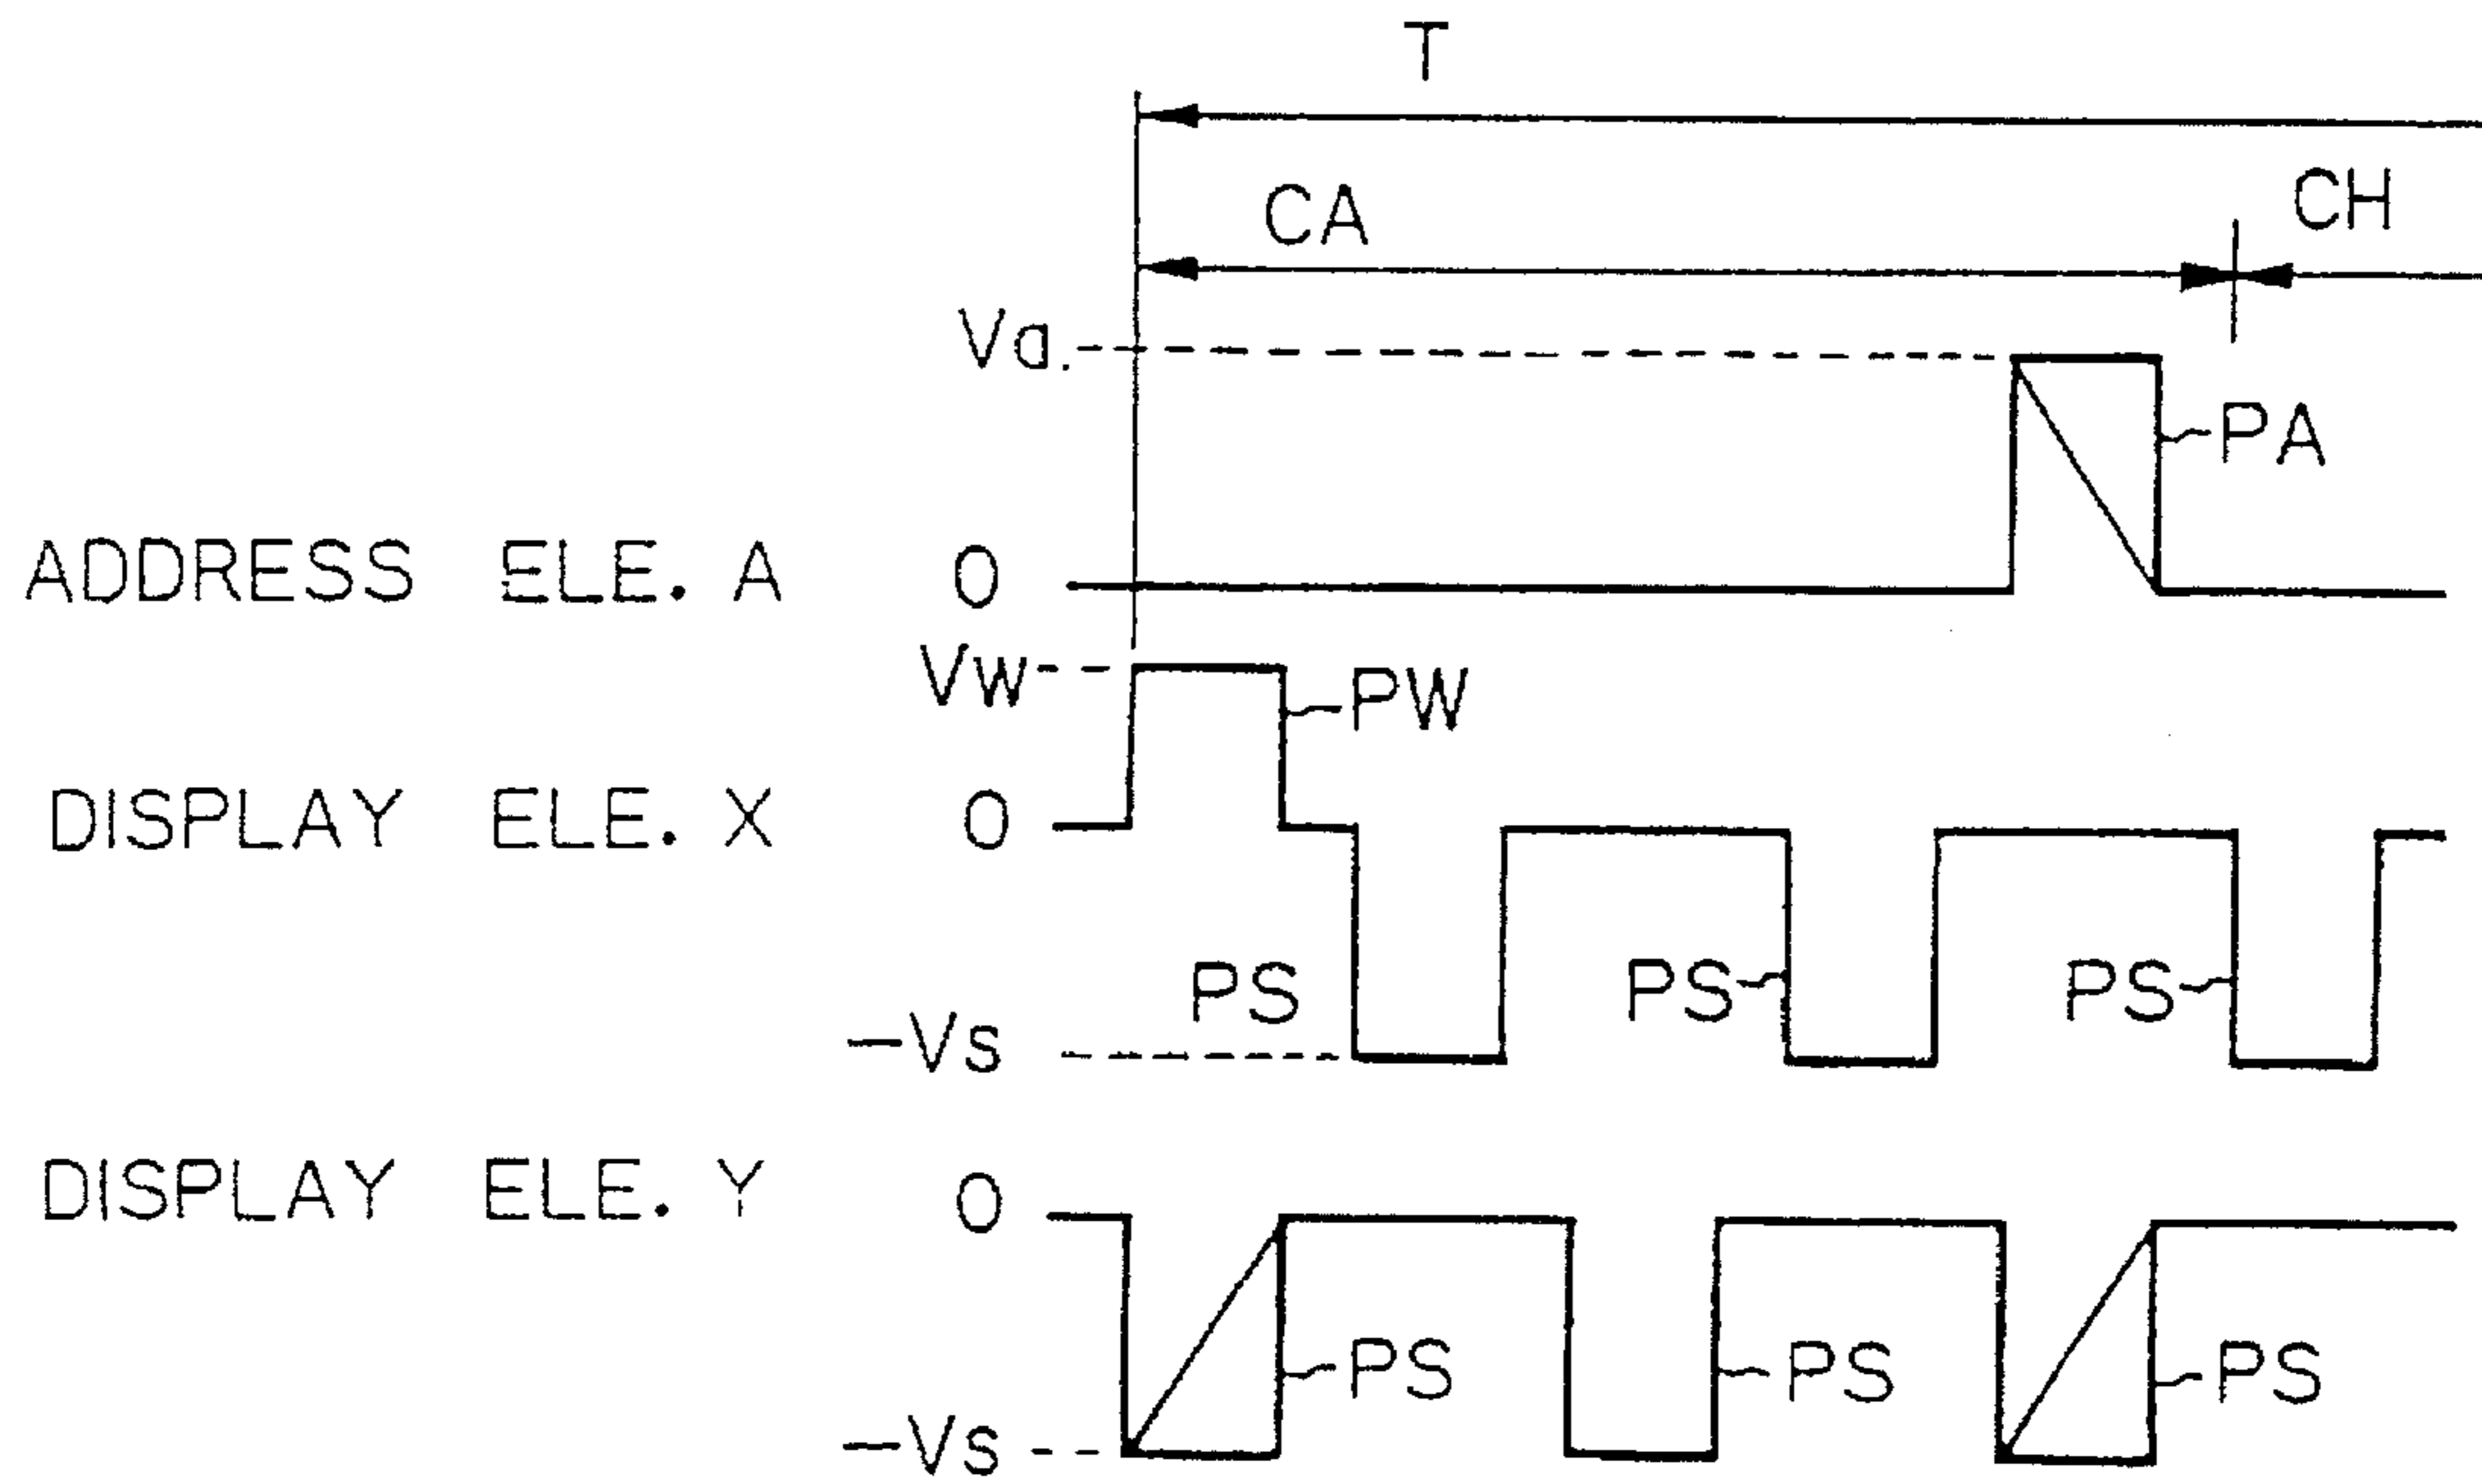 T
CA CH
Va.
PA
ADDRESS ELE. A 0
Vw PW
DISPLAY ELE. X 0
PS PS PS
-Vs
DISPLAY ELE. Y 0
PS PS PS
-Vs